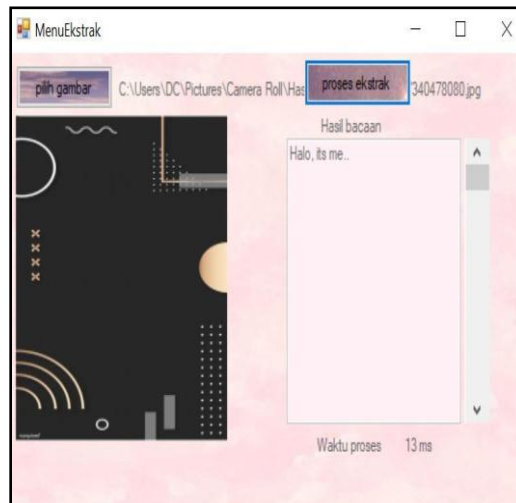 MenuEkstrak
pilih gambar C:\Users\DC\Pictures\Camera Roll\Has proses ekstrak 340478080.jpg
Hasil bacaan
Halo, its me..
Waktu proses 13 ms